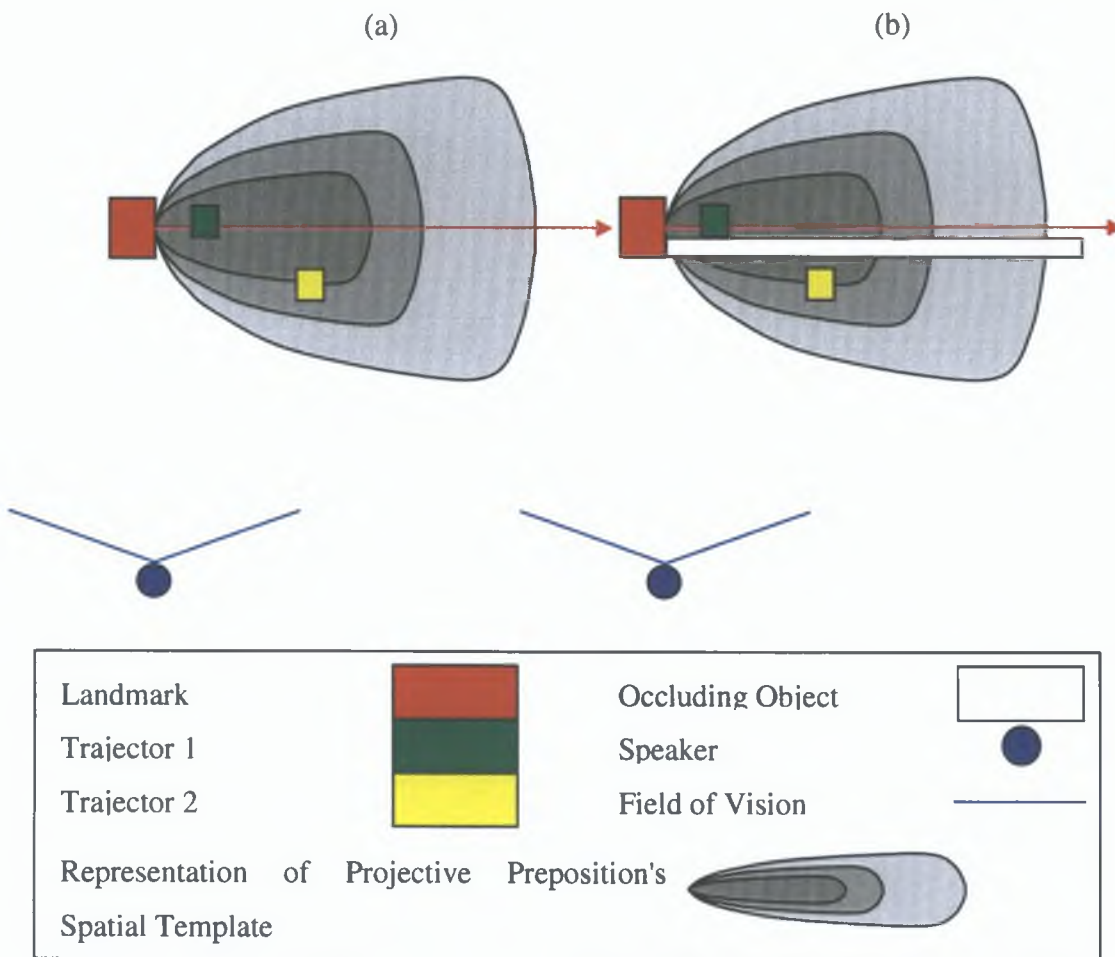 (a) (b)
Landmark Occluding Object
Trajector 1 Speaker
Trajector 2 Field of Vision
Representation of Projective Preposition's
Spatial Template